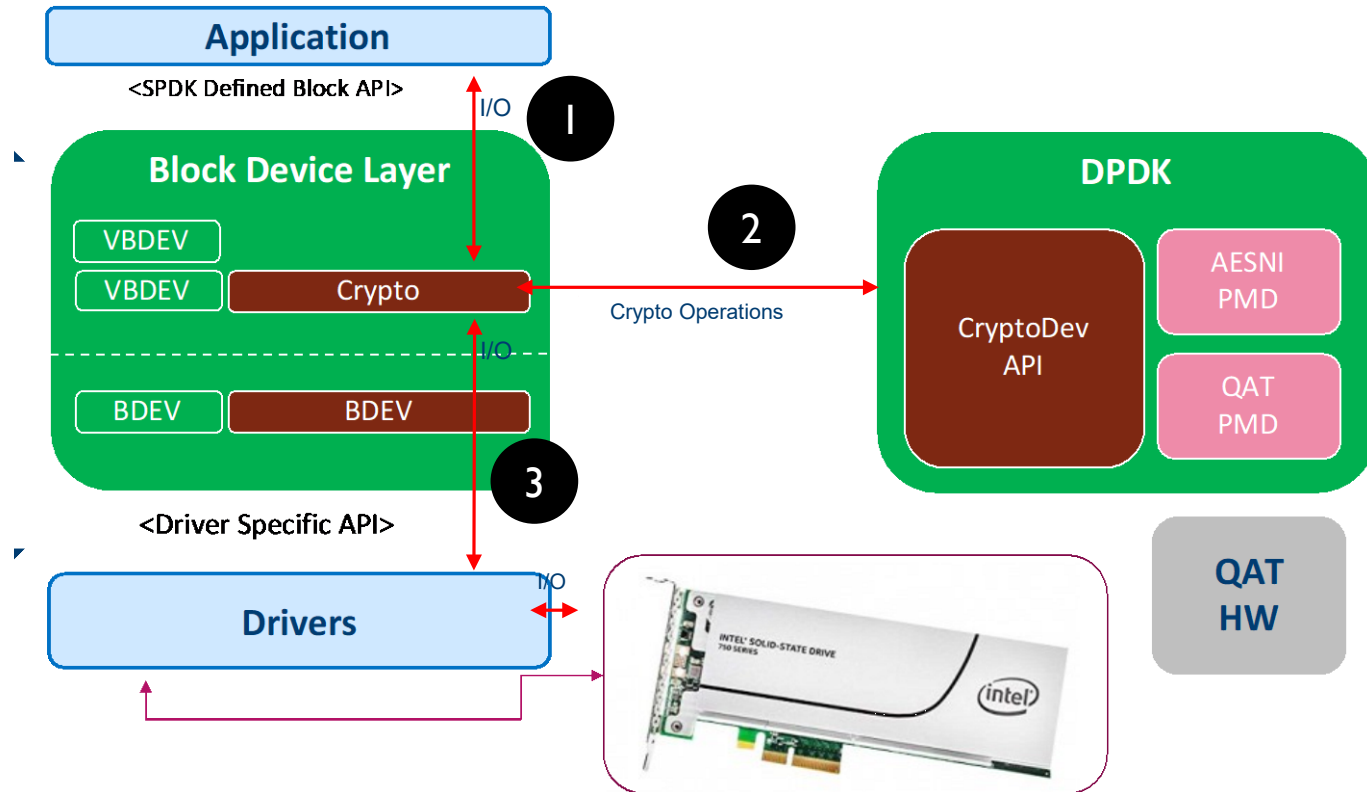 Application
<SPDK Defined Block API>
I/O
1
Block Device Layer
VBDEV
VBDEV
Crypto
I/O
BDEV
BDEV
3
<Driver Specific API>
2
Crypto Operations
DPDK
CryptoDev
API
AESNI
PMD
QAT
PMD
Drivers
I/O
INTEL® SOLID-STATE DRIVE
750 SERIES
intel
QAT
HW